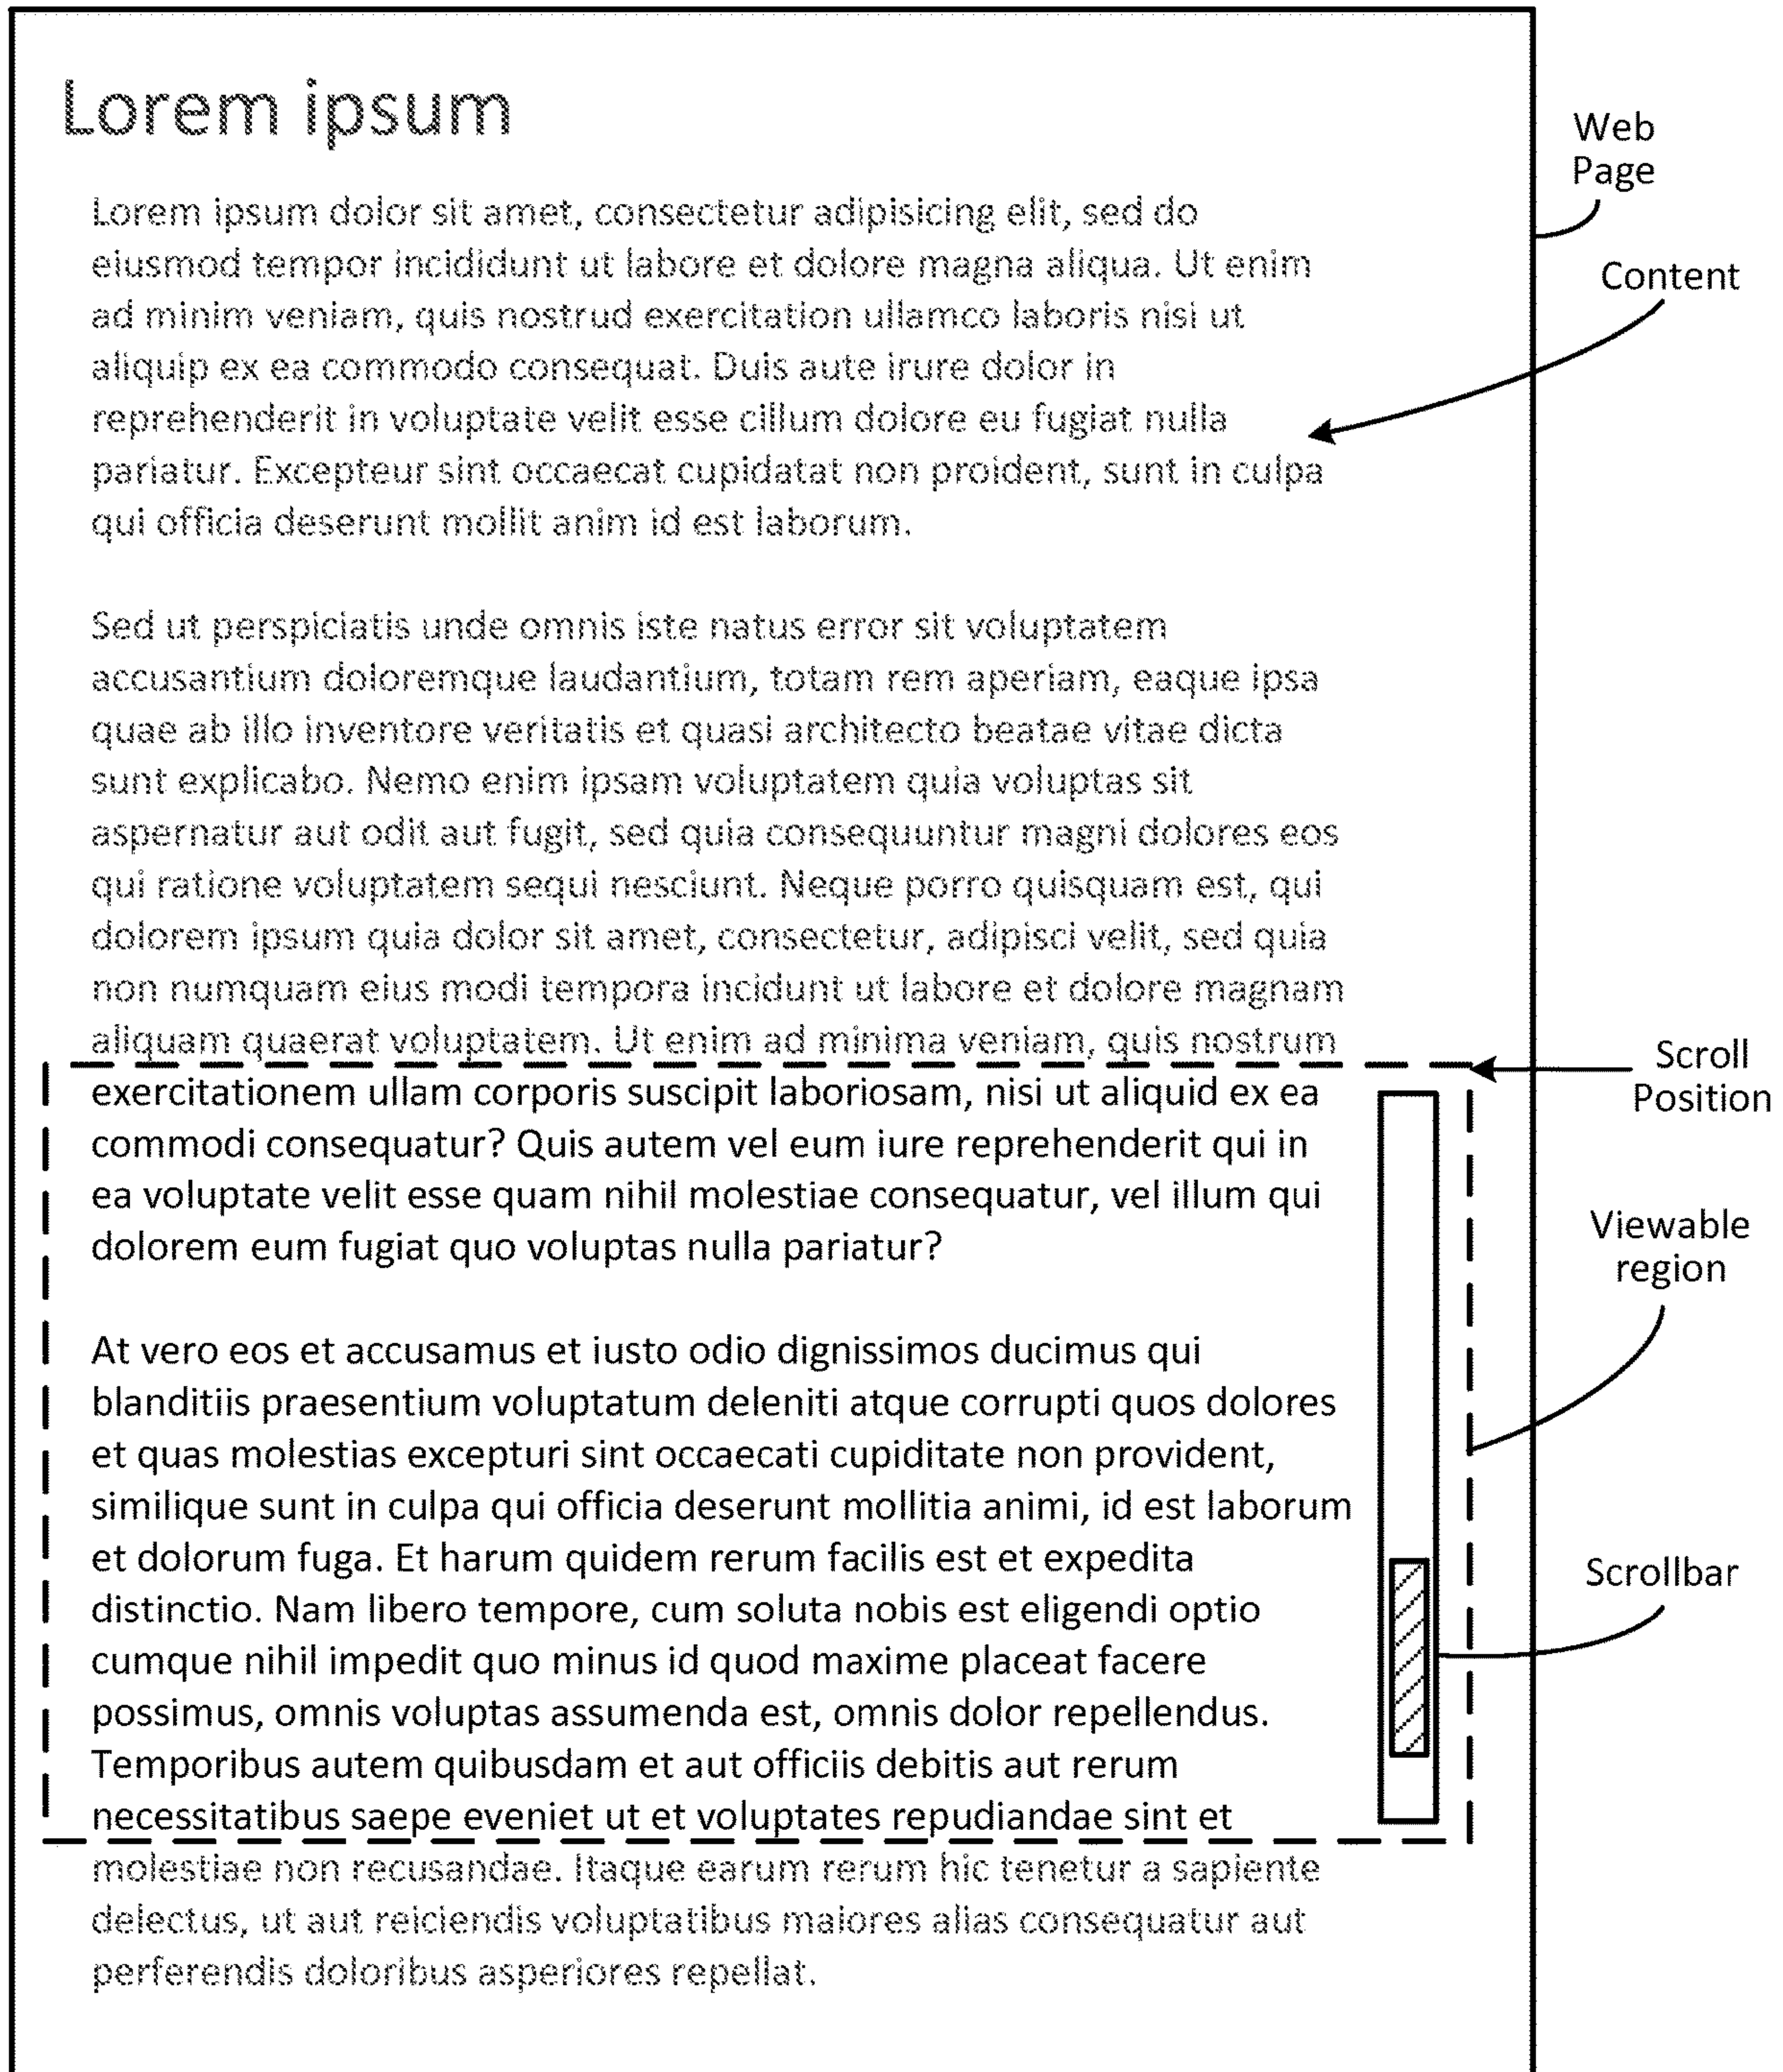 Lorem ipsum
Web
Page
Lorem ipsum dolor sit amet, consectetur adipisicing elit, sed do
eiusmod tempor incididunt ut labore et dolore magna aliqua. Ut enim
Content
ad minim veniam, quis nostrud exercitation ullamco laboris nisi ut
aliquip ex ea commodo consequat. Duis aute irure dolor in
reprehenderit in voluptate velit esse cillum dolore eu fugiat nulla
pariatur. Excepteur sint occaecat cupidatat non proident, sunt in culpa
qui officia deserunt mollit anim id est laborum.
Sed ut perspiciatis unde omnis iste natus error sit voluptatem
accusantium doloremque laudantium, totam rem aperiam, eaque ipsa
quae ab illo inventore veritatis et quasi architecto beatae vitae dicta
sunt explicabo. Nemo enim ipsam voluptatem quia voluptas sit
aspernatur aut odit aut fugit, sed quia consequuntur magni dolores eos
qui ratione voluptatem sequi nesciunt. Neque porro quisquam est, qui
dolorem ipsum quia dolor sit amet, consectetur, adipisci velit, sed quia
non numquam eius modi tempora incidunt ut labore et dolore magnam
aliquam quaerat voluptatem. Ut enim ad minima veniam, quis nostrum
Scroll
Position
exercitationem ullam corporis suscipit laboriosam, nisi ut aliquid ex ea
commodi consequatur? Quis autem vel eum iure reprehenderit qui in
ea voluptate velit esse quam nihil molestiae consequatur, vel illum qui
Viewable
region
dolorem eum fugiat quo voluptas nulla pariatur?
At vero eos et accusamus et iusto odio dignissimos ducimus qui
blanditiis praesentium voluptatum deleniti atque corrupti quos dolores
et quas molestias excepturi sint occaecati cupiditate non provident,
similique sunt in culpa qui officia deserunt mollitia animi, id est laborum
et dolorum fuga. Et harum quidem rerum facilis est et expedita
Scrollbar
distinctio. Nam libero tempore, cum soluta nobis est eligendi optio
cumque nihil impedit quo minus id quod maxime placeat facere
possimus, omnis voluptas assumenda est, omnis dolor repellendus.
Temporibus autem quibusdam et aut officiis debitis aut rerum
necessitatibus saepe eveniet ut et voluptates repudiandae sint et
molestiae non recusandae. Itaque earum rerum hic tenetur a sapiente
delectus, ut aut reiciendis voluptatibus maiores alias consequatur aut
perferendis doloribus asperiores repellat.